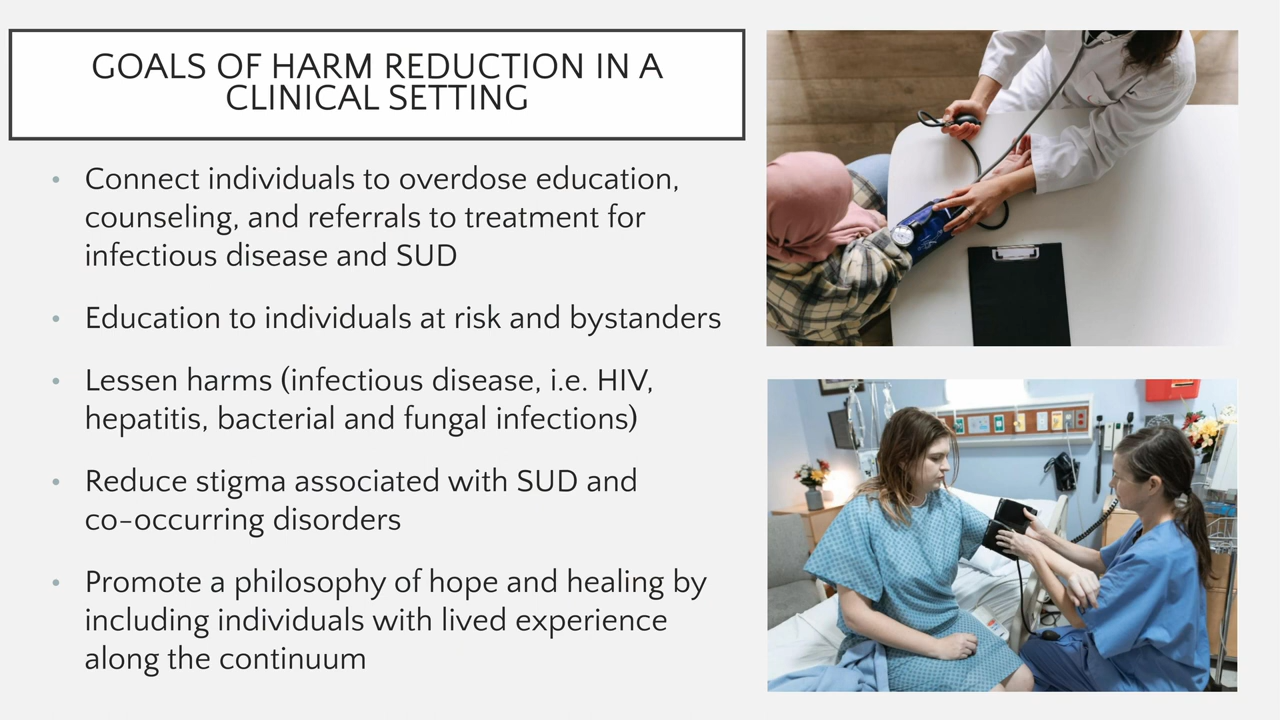 GOALS OF HARM REDUCTION IN A
CLINICAL SETTING
• Connect individuals to overdose education,
counseling, and referrals to treatment for
infectious disease and SUD
• Education to individuals at risk and bystanders
• Lessen harms (infectious disease, i.e. HIV,
hepatitis, bacterial and fungal infections)
• Reduce stigma associated with SUD and
co-occurring disorders
• Promote a philosophy of hope and healing by
including individuals with lived experience
along the continuum